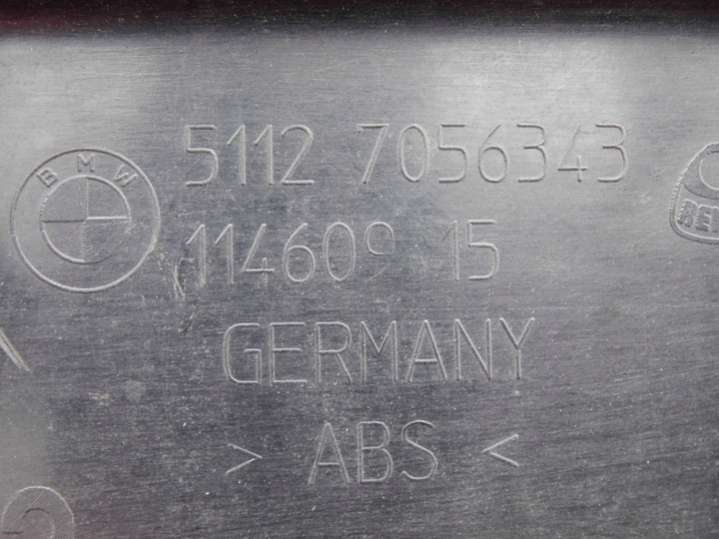 BMW
5112 7056343
114609 15
GERMANY
> ABS <